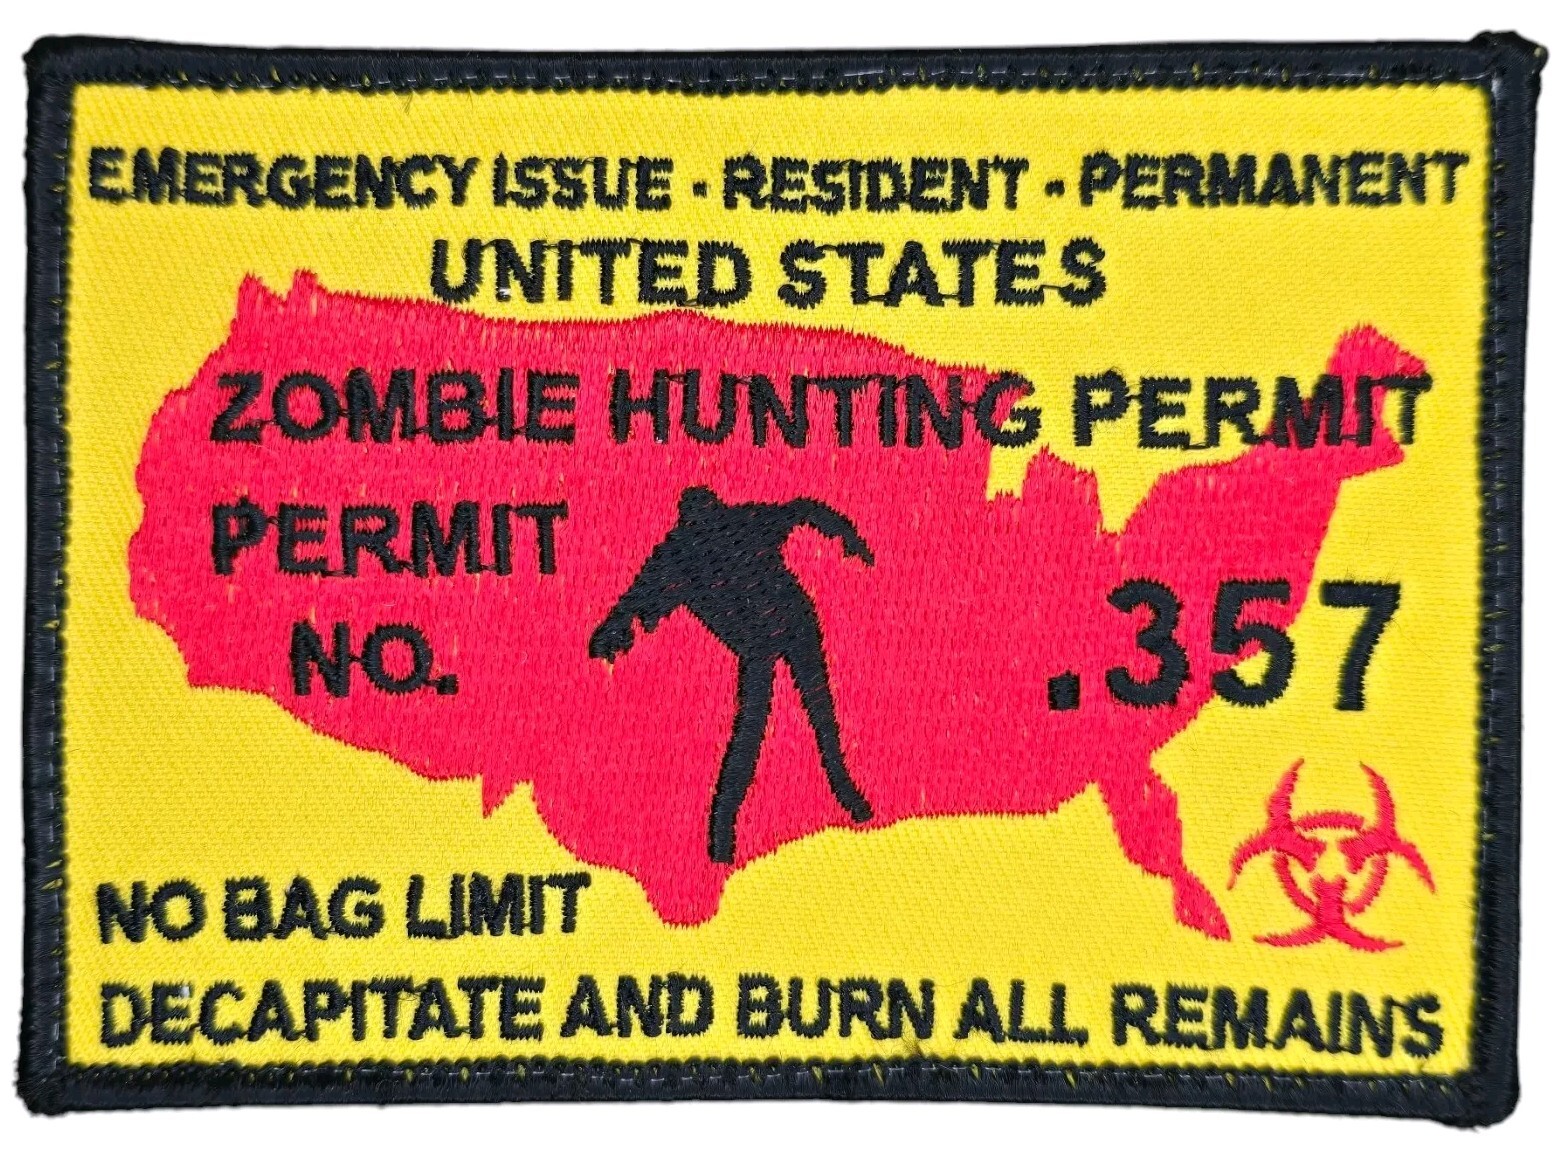 EMERGENCY ISSUE - RESIDENT - PERMANENT
UNITED STATES
ZOMBIE HUNTING PERMIT
PERMIT
NO.
.357
NO BAG LIMIT
DECAPITATE AND BURN ALL REMAINS